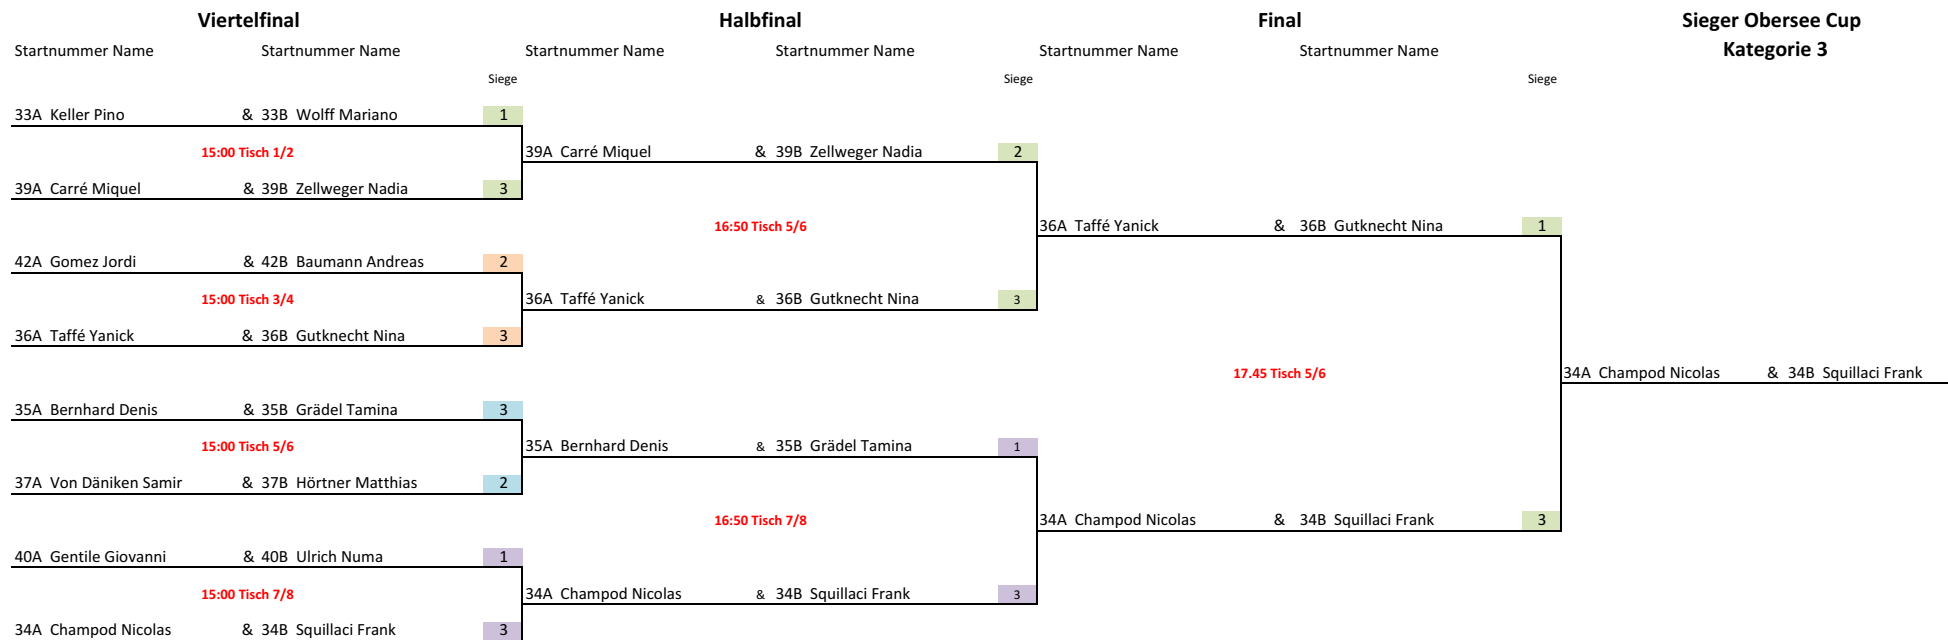 Viertelfinal Halbfinal Final Sieger Obersee Cup
Startnummer Name Startnummer Name Startnummer Name Startnummer Name Startnummer Name Startnummer Name Kategorie 3
Siege Siege Siege
33A Keller Pino & 33B Wolff Mariano 1
15:00 Tisch 1/2 39A Carré Miquel & 39B Zellweger Nadia 2
39A Carré Miquel & 39B Zellweger Nadia 3
16:50 Tisch 5/6 36A Taffé Yanick & 36B Gutknecht Nina 1
42A Gomez Jordi & 42B Baumann Andreas 2
15:00 Tisch 3/4 36A Taffé Yanick & 36B Gutknecht Nina 3
36A Taffé Yanick & 36B Gutknecht Nina 3
17.45 Tisch 5/6 34A Champod Nicolas & 34B Squillaci Frank
35A Bernhard Denis & 35B Grädel Tamina 3
15:00 Tisch 5/6 35A Bernhard Denis & 35B Grädel Tamina 1
37A Von Däniken Samir & 37B Hörtner Matthias 2
16:50 Tisch 7/8 34A Champod Nicolas & 34B Squillaci Frank 3
40A Gentile Giovanni & 40B Ulrich Numa 1
15:00 Tisch 7/8 34A Champod Nicolas & 34B Squillaci Frank 3
34A Champod Nicolas & 34B Squillaci Frank 3